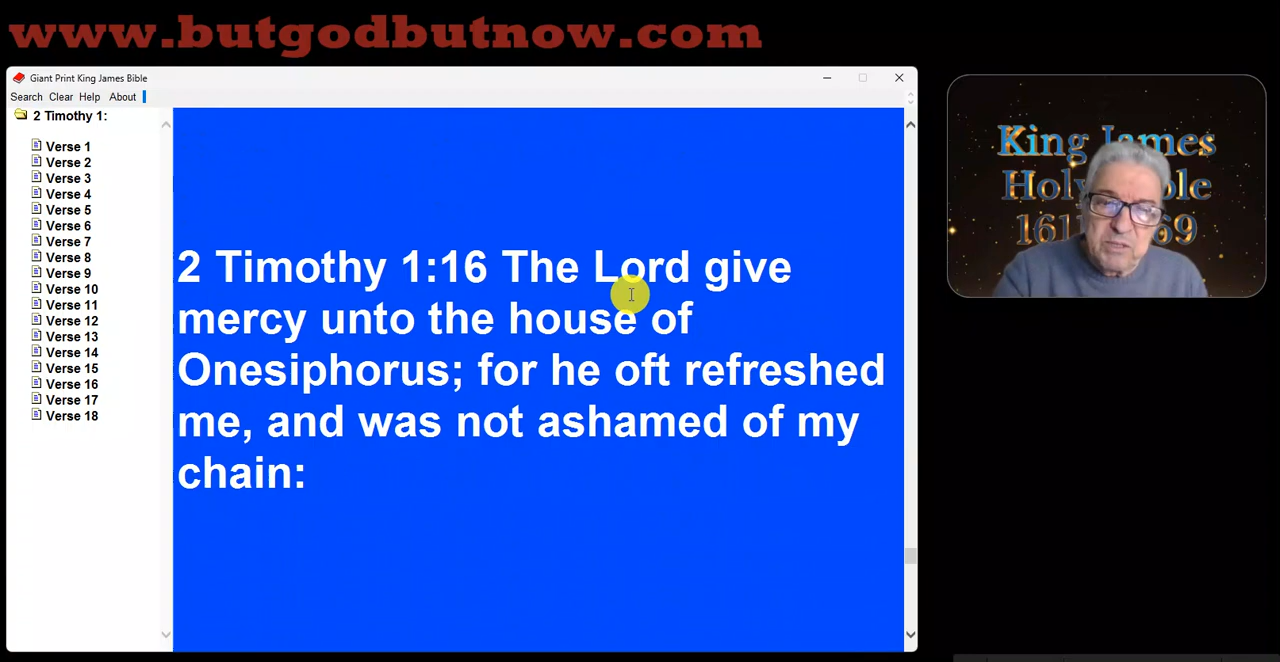 www.butgodbutnow.com
Giant Print King James Bible
Search Clear Help About
2 Timothy 1:
Verse 1
Verse 2
Verse 3
Verse 4
Verse 5
Verse 6
Verse 7
Verse 8
Verse 9
Verse 10
Verse 11
Verse 12
Verse 13
Verse 14
Verse 15
Verse 16
Verse 17
Verse 18
2 Timothy 1:16 The Lord give
mercy unto the house of
Onesiphorus; for he oft refreshed
me, and was not ashamed of my
chain:
King James